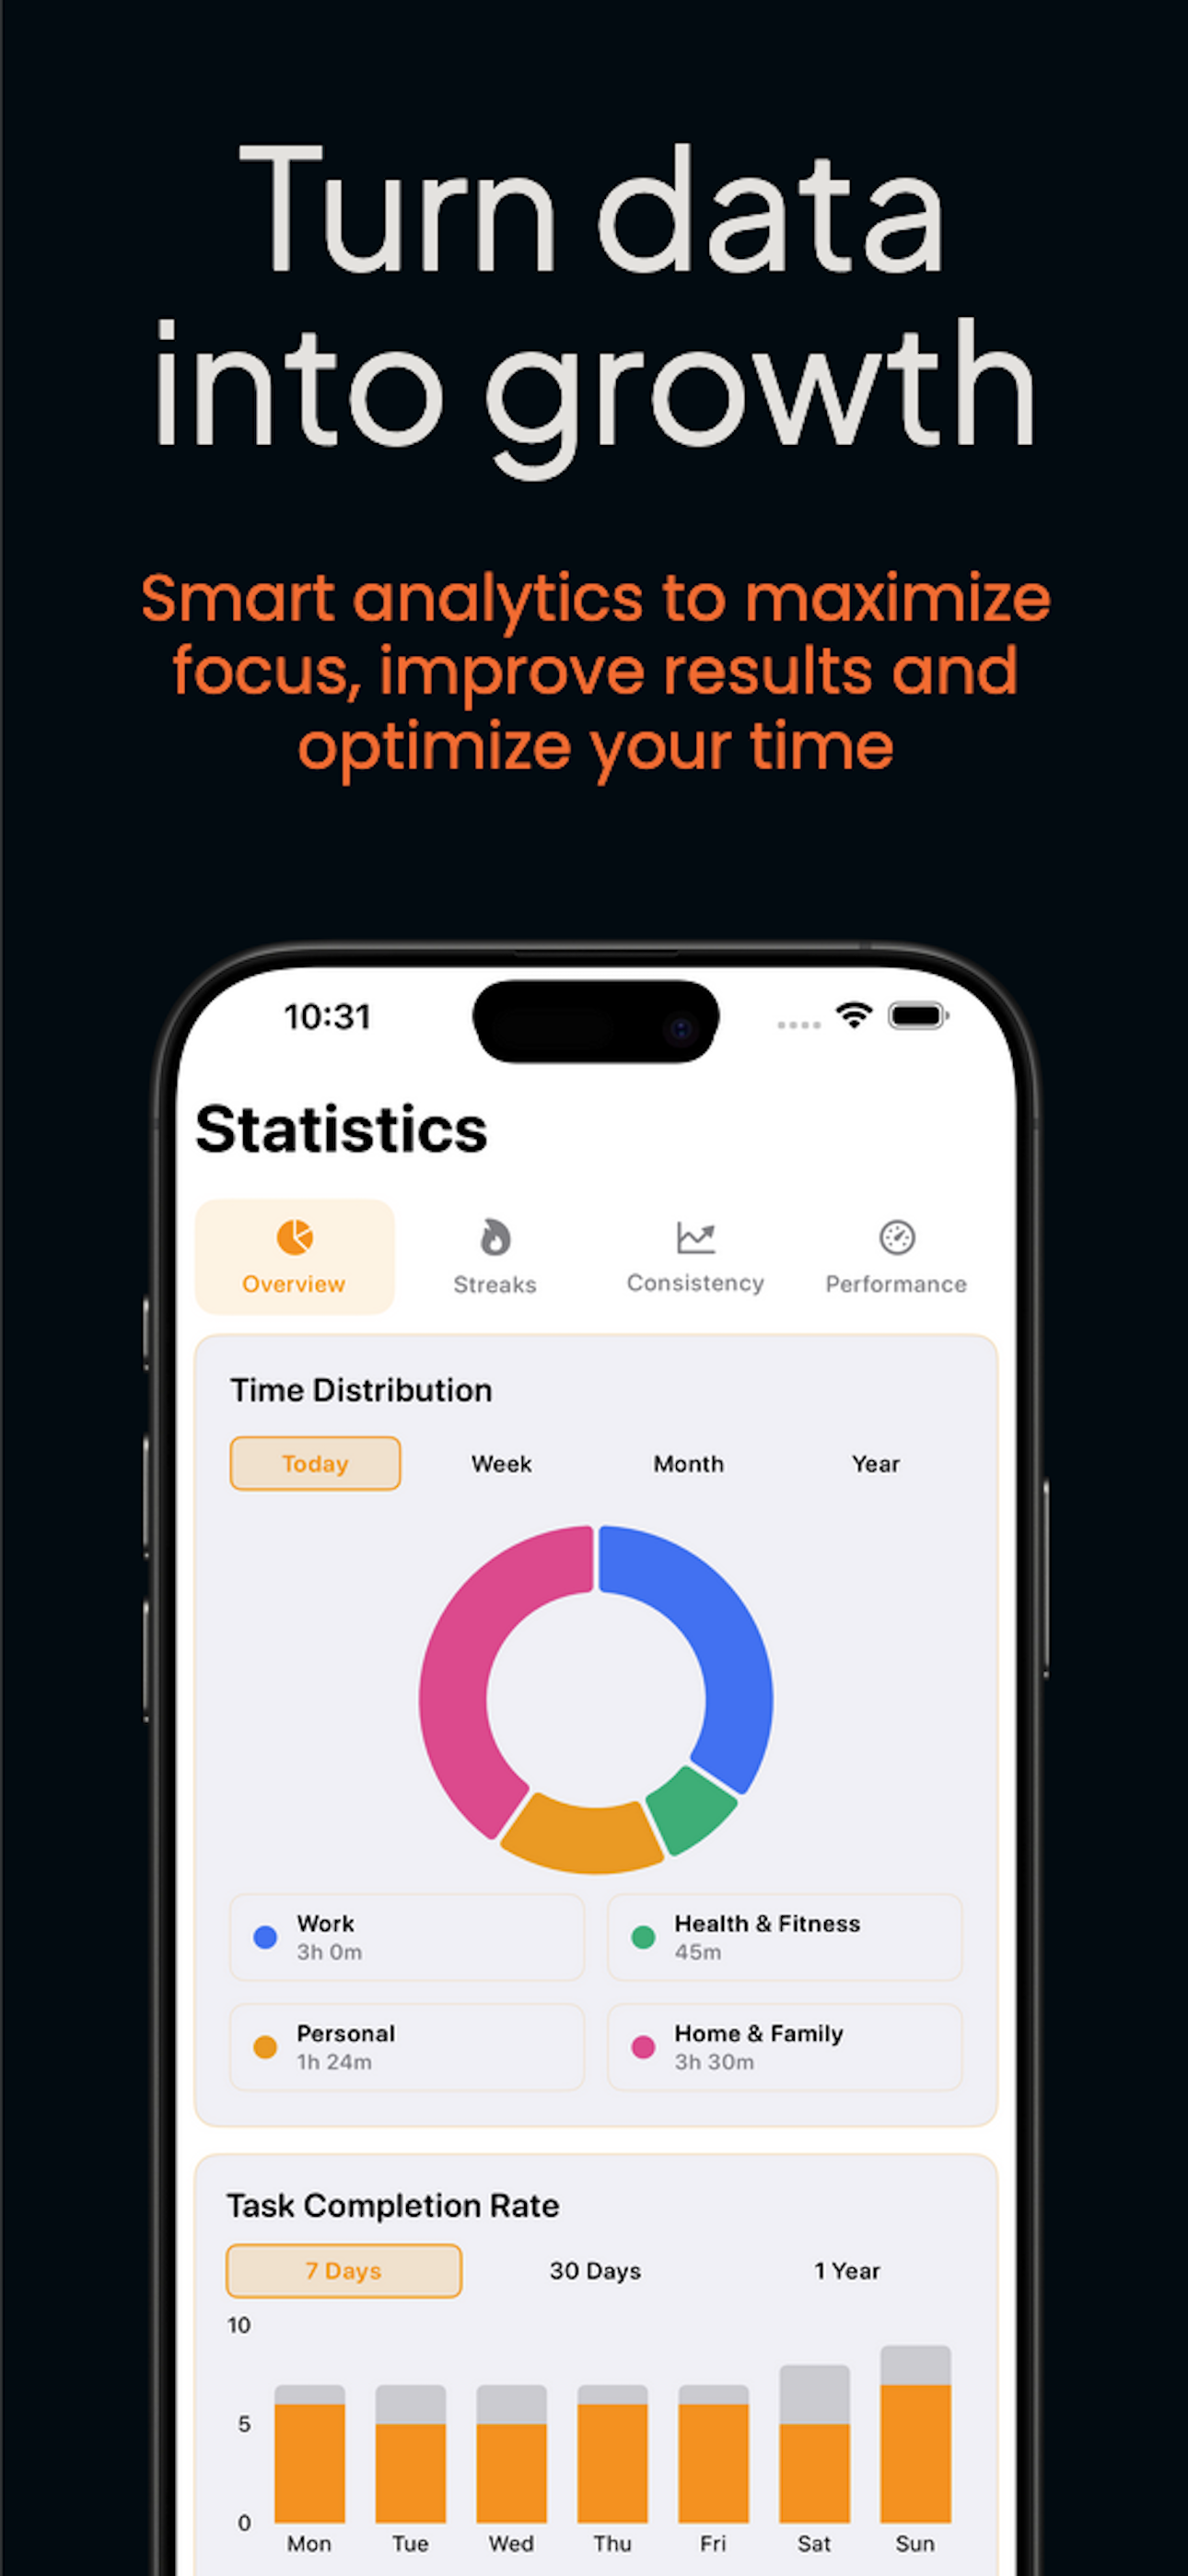 Turn data
into growth
Smart analytics to maximize
focus, improve results and
optimize your time
10:31
Statistics
Overview
Streaks
Consistency
Performance
Time Distribution
Today
Week
Month
Year
Work
3h 0m
Health & Fitness
45m
Personal
1h 24m
Home & Family
3h 30m
Task Completion Rate
7 Days
30 Days
1 Year
10
5
0
Mon
Tue
Wed
Thu
Fri
Sat
Sun